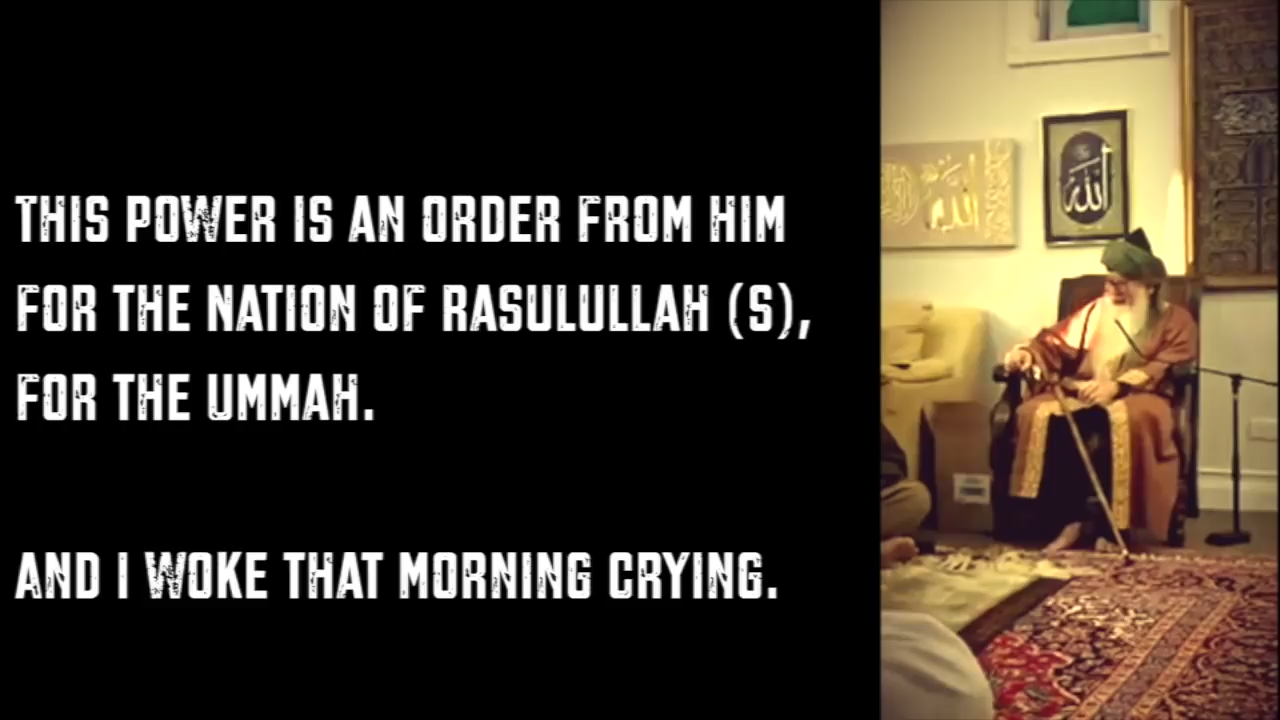 THIS POWER IS AN ORDER FROM HIM
FOR THE NATION OF RASULULLAH (S),
FOR THE UMMAH.
AND I WOKE THAT MORNING CRYING.
الله